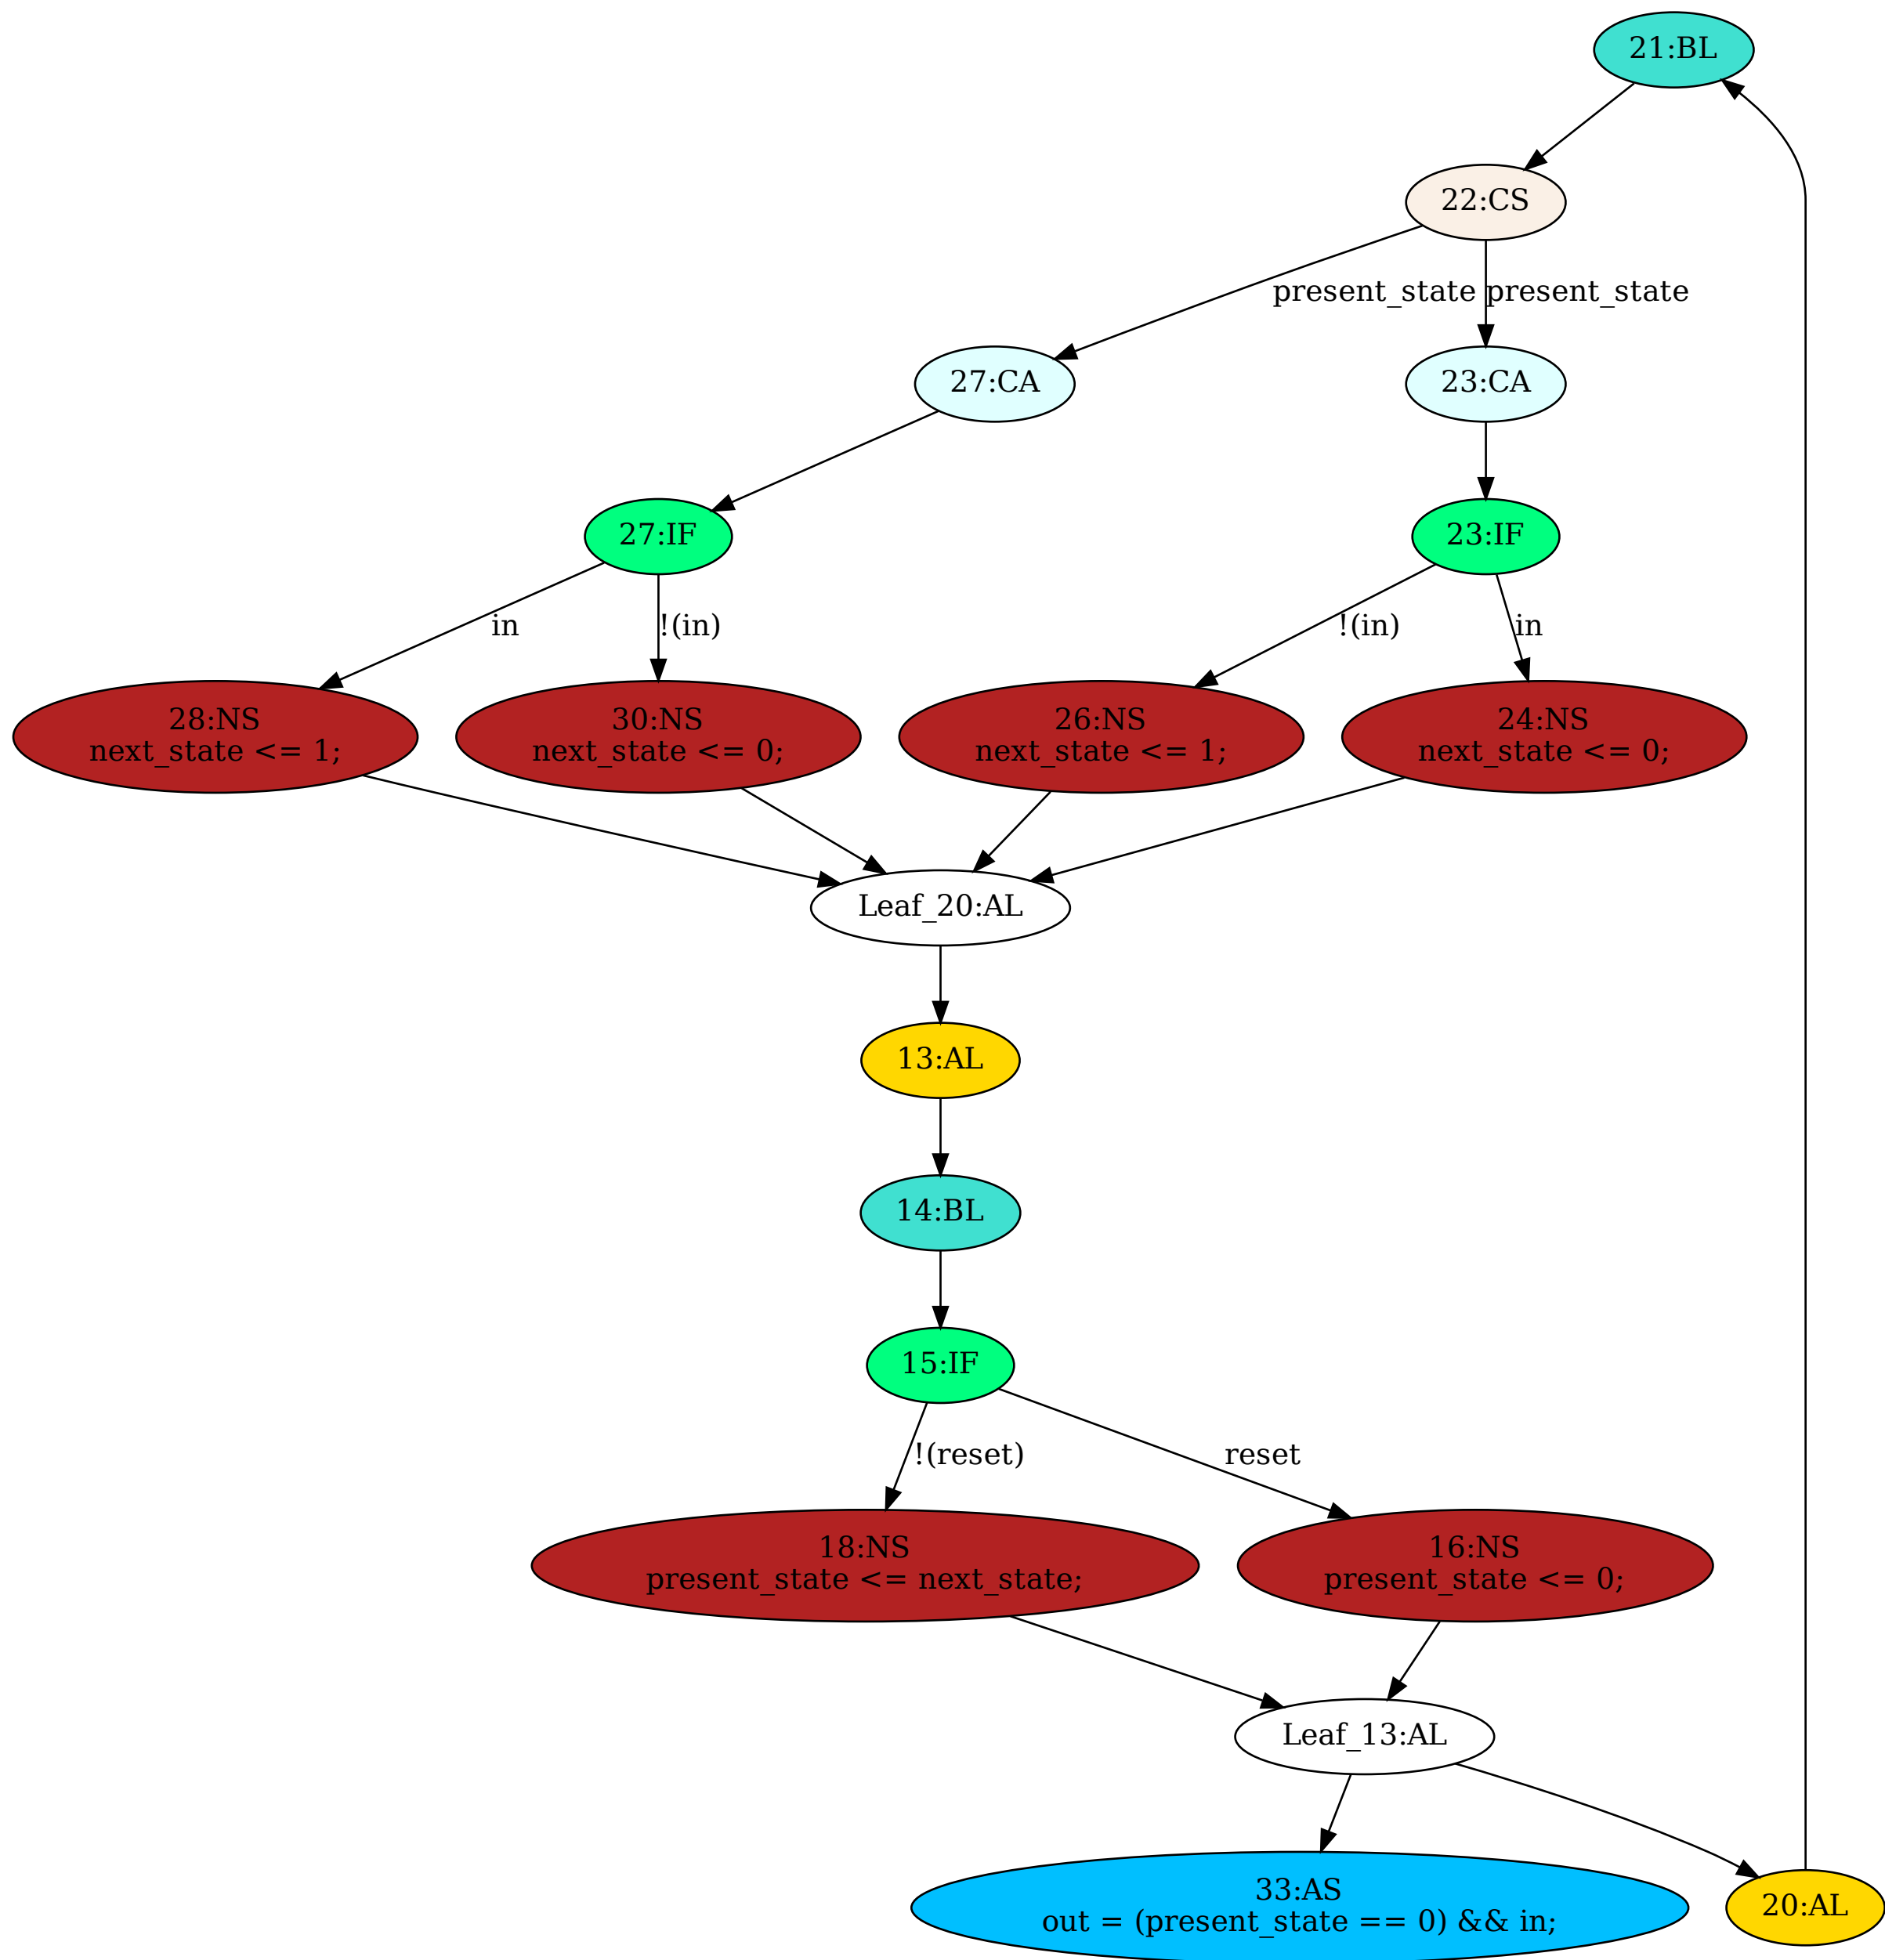 21:BL
22:CS
present_state
present_state
27:CA
23:CA
27:IF
23:IF
in
!(in)
!(in)
in
28:NS
next_state <= 1;
30:NS
next_state <= 0;
26:NS
next_state <= 1;
24:NS
next_state <= 0;
Leaf_20:AL
13:AL
14:BL
15:IF
!(reset)
reset
18:NS
present_state <= next_state;
16:NS
present_state <= 0;
Leaf_13:AL
33:AS
out = (present_state == 0) && in;
20:AL